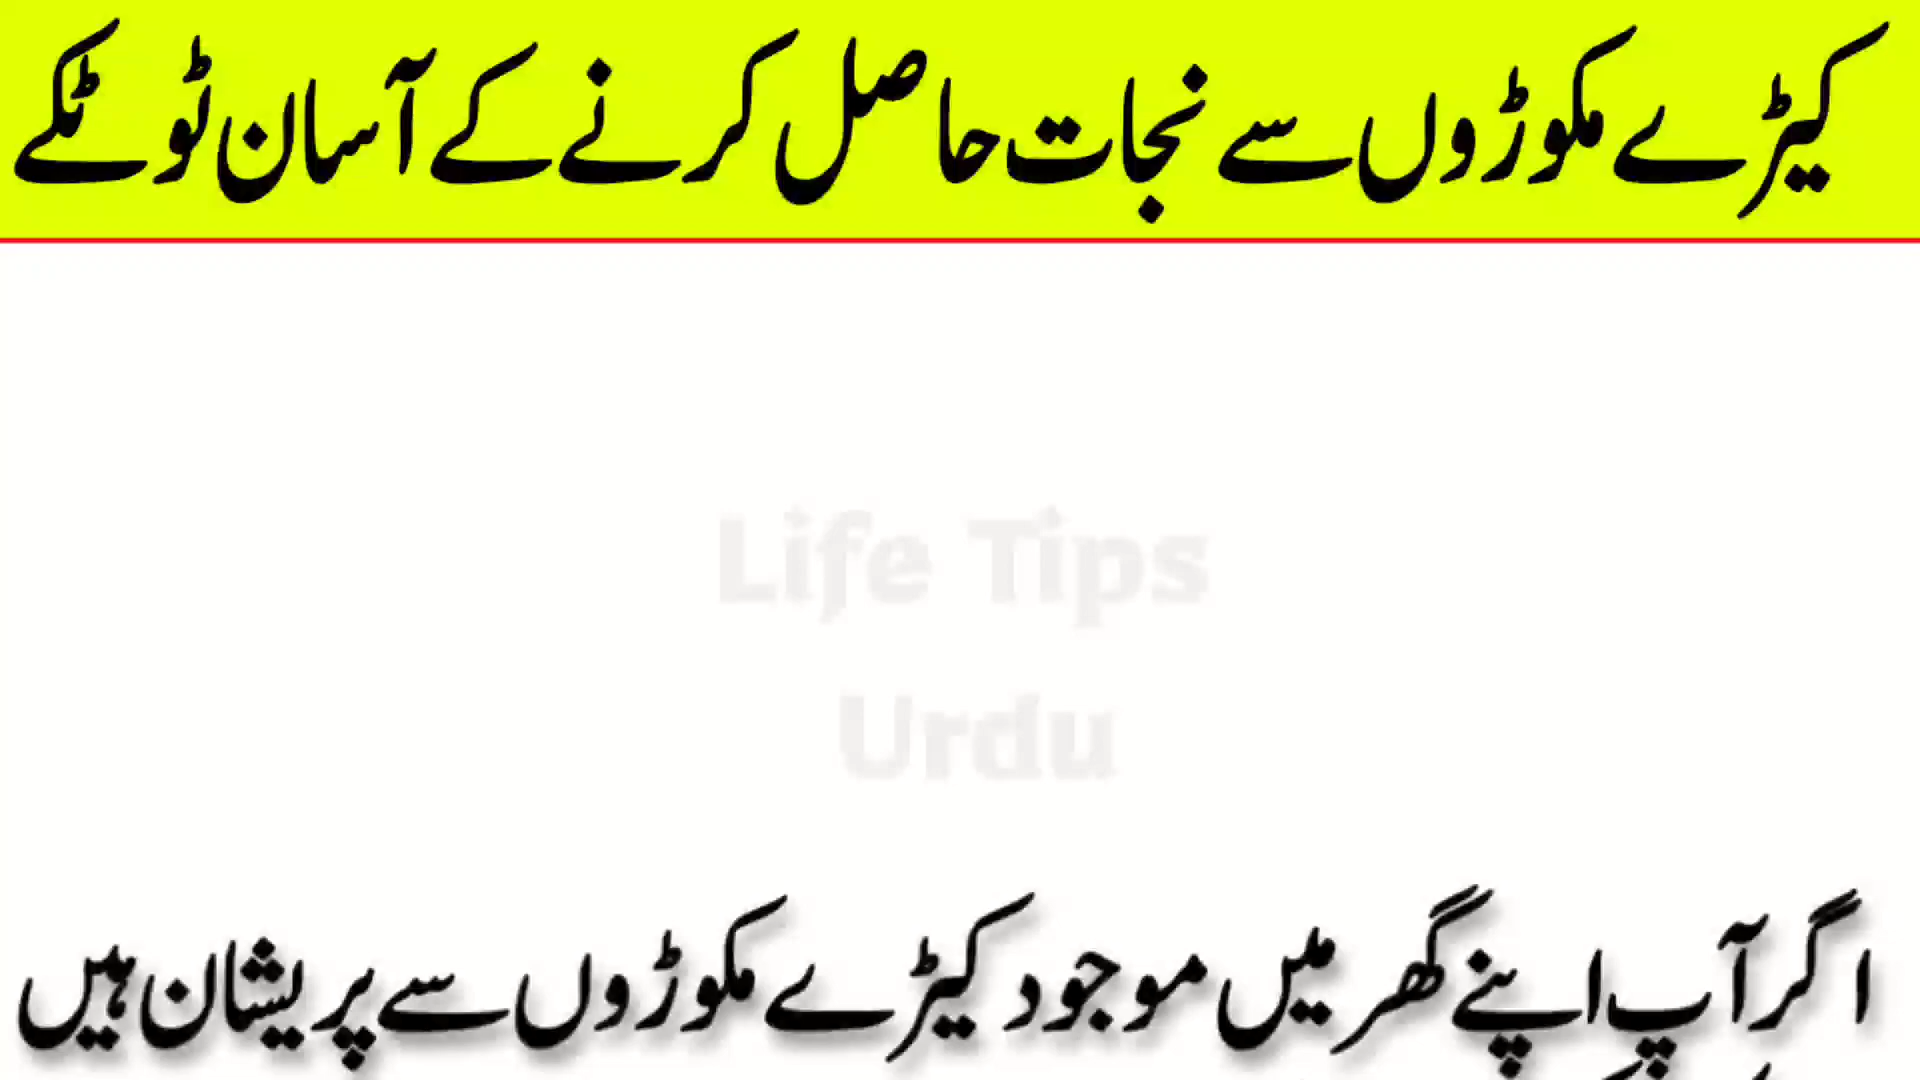 کیڑے مکوڑوں سے نجات حاصل کرنے کے آسان ٹوٹکے
Life Tips
Urdu
اگر آپ اپنے گھر میں موجود کیڑے مکوڑوں سے پریشان ہیں